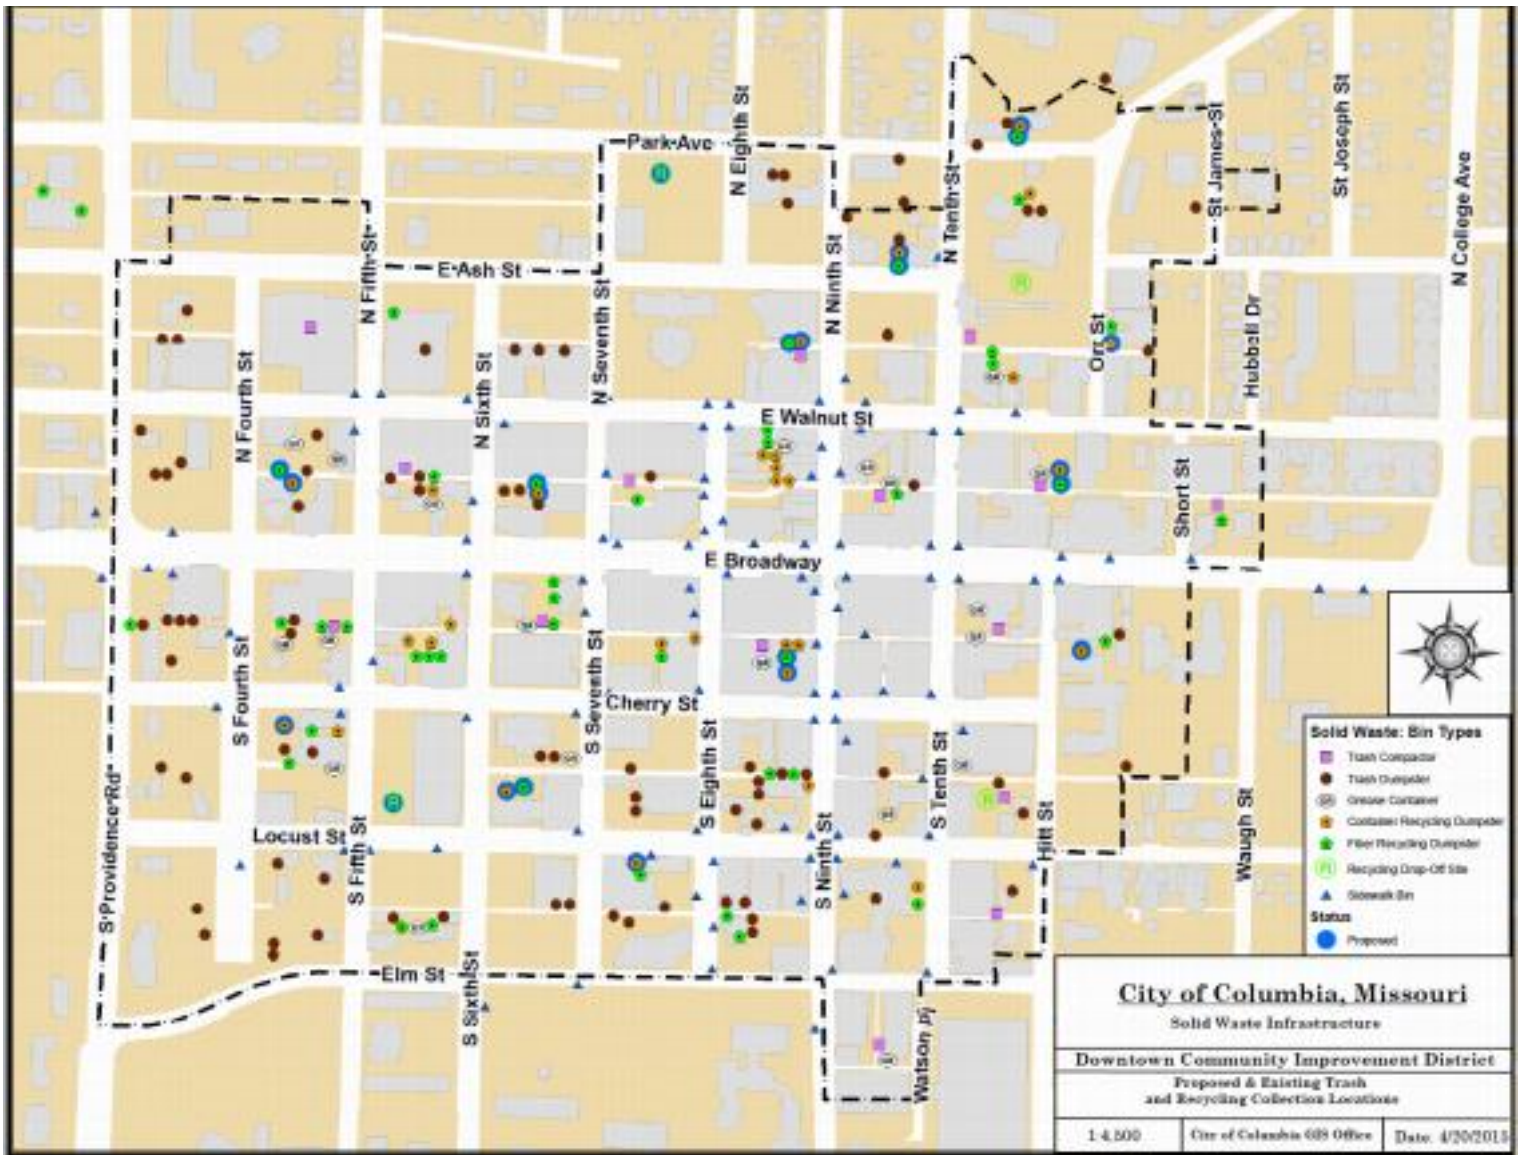 Park Ave
N Eighth St
N Tenth St
St James St
St Joseph St
N College Ave
N Fifth St
E Ash St
N Seventh St
N Ninth St
Orr St
Hubbell Dr
N Fourth St
N Sixth St
E Walnut St
Short St
E Broadway
S Fourth St
S Seventh St
Cherry St
S Eighth St
S Tenth St
S Providence Rd
Locust St
S Fifth St
S Ninth St
Hitt St
Waugh St
Elm St
S Sixth St
Watson Pl
Solid Waste: Bin Types
Trash Compactor
Trash Dumpster
Grease Container
Container Recycling Dumpster
Fiber Recycling Dumpster
Recycling Drop-Off Site
Sidewalk Bin
Status
Proposed
City of Columbia, Missouri
Solid Waste Infrastructure
Downtown Community Improvement District
Proposed & Existing Trash
and Recycling Collection Locations
1:4,500
City of Columbia GIS Office
Date: 4/20/2015